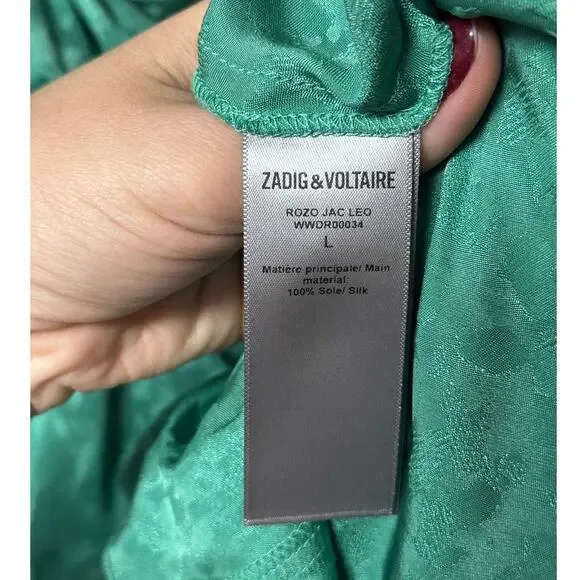 ZADIG&VOLTAIRE
ROZO JAC LEO
WWDR00034
L
Matière principale/ Main
material:
100% Soie/ Silk